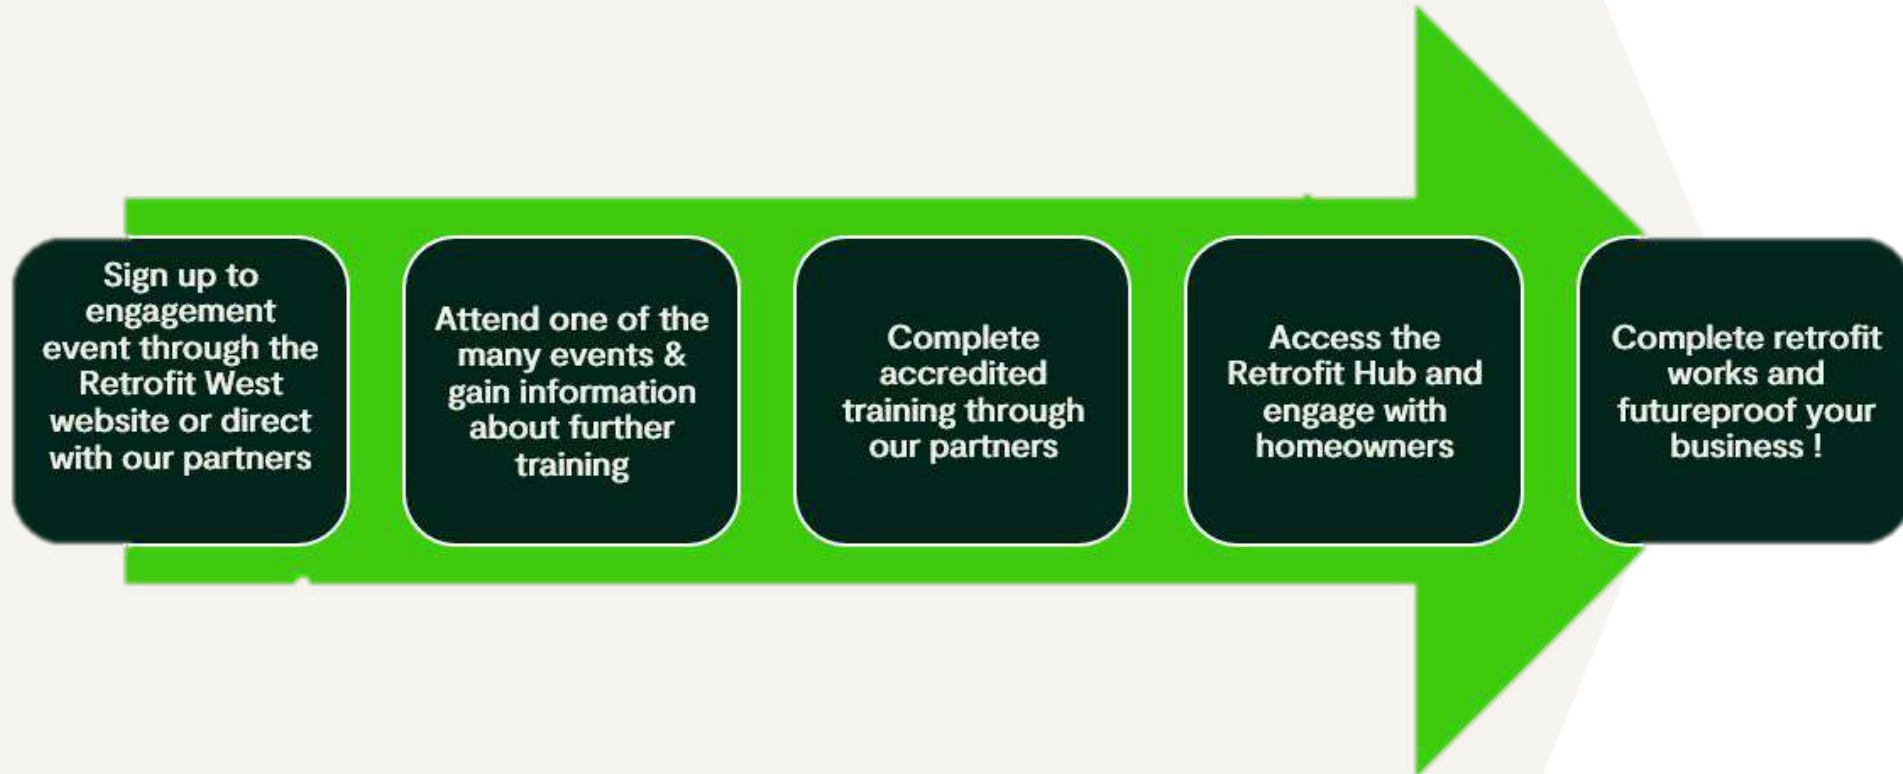 Sign up to
engagement
event through the
Retrofit West
website or direct
with our partners
Attend one of the
many events &
gain information
about further
training
Complete
accredited
training through
our partners
Access the
Retrofit Hub and
engage with
homeowners
Complete retrofit
works and
futureproof your
business !